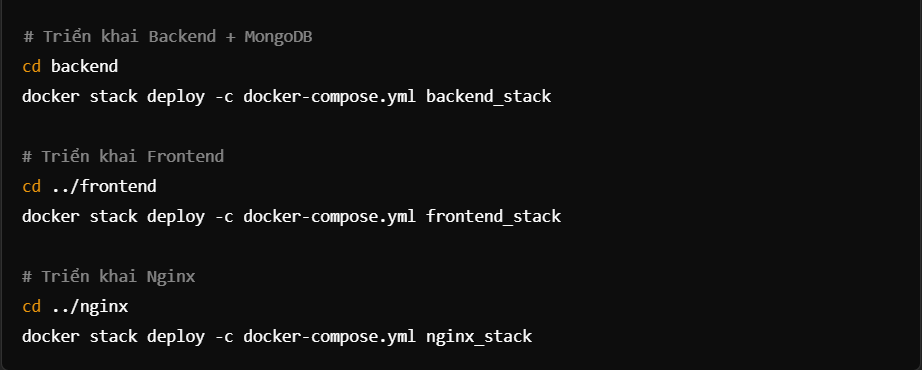 # Triển khai Backend + MongoDB
cd backend
docker stack deploy -c docker-compose.yml backend_stack
# Triển khai Frontend
cd ../frontend
docker stack deploy -c docker-compose.yml frontend_stack
# Triển khai Nginx
cd ../nginx
docker stack deploy -c docker-compose.yml nginx_stack